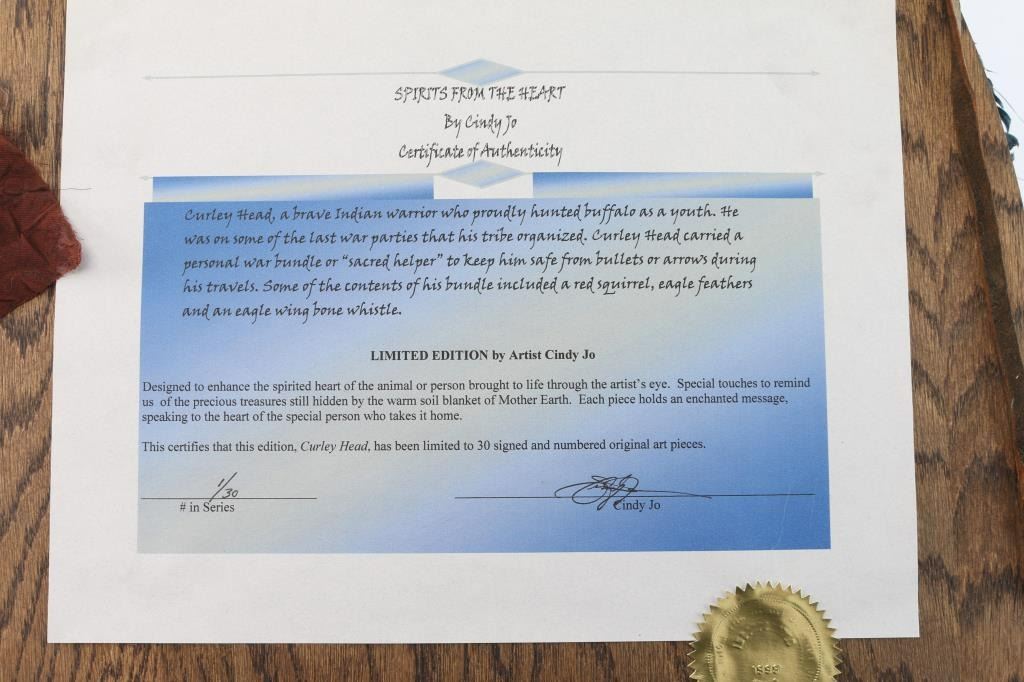 SPIRITS FROM THE HEART
By Cindy Jo
Certificate of Authenticity
Curley Head, a brave Indian warrior who proudly hunted buffalo as a youth. He
was on some of the last war parties that his tribe organized. Curley Head carried a
personal war bundle or “sacred helper” to keep him safe from bullets or arrows during
his travels. Some of the contents of his bundle included a red squirrel, eagle feathers
and an eagle wing bone whistle.
LIMITED EDITION by Artist Cindy Jo
Designed to enhance the spirited heart of the animal or person brought to life through the artist’s eye. Special touches to remind
us of the precious treasures still hidden by the warm soil blanket of Mother Earth. Each piece holds an enchanted message,
speaking to the heart of the special person who takes it home.
This certifies that this edition, Curley Head, has been limited to 30 signed and numbered original art pieces.
1/30
# in Series
Cindy Jo